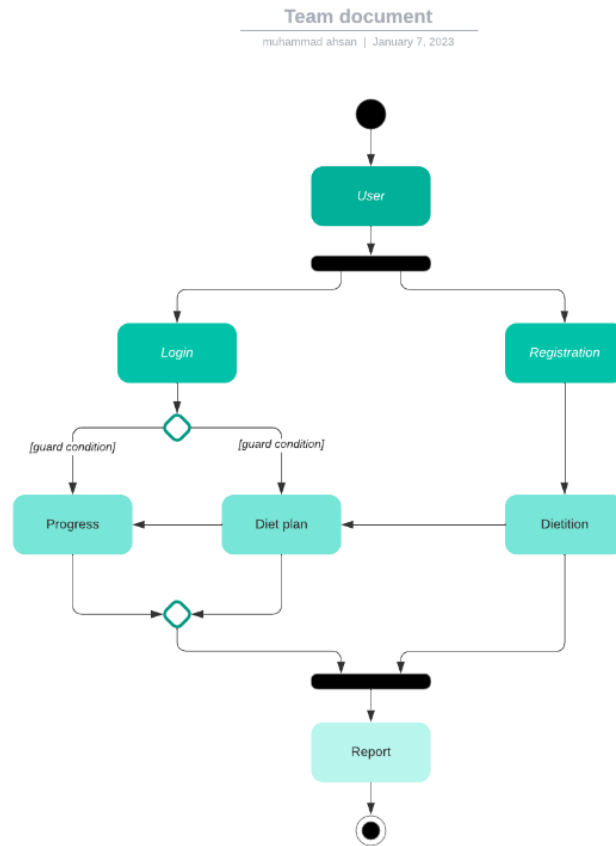 Team document
muhammad ahsan | January 7, 2023
User
Login
Registration
[guard condition]
[guard condition]
Progress
Diet plan
Dietition
Report